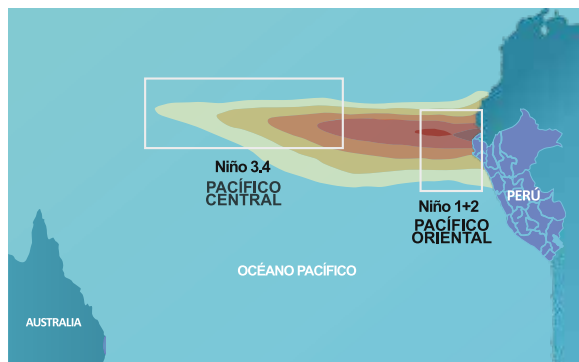 Niño 3.4
PACÍFICO
CENTRAL
Niño 1+2
PACÍFICO
ORIENTAL
PERÚ
OCÉANO PACÍFICO
AUSTRALIA